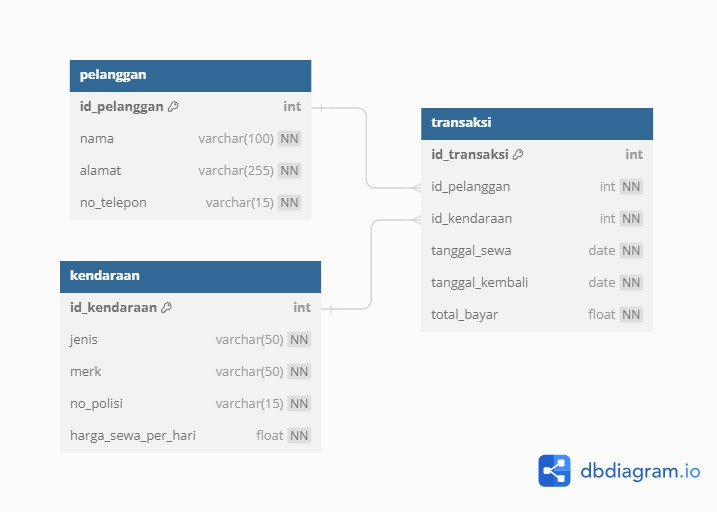 pelanggan
id_pelanggan int
nama varchar(100) NN
alamat varchar(255) NN
no_telepon varchar(15) NN
kendaraan
id_kendaraan int
jenis varchar(50) NN
merk varchar(50) NN
no_polisi varchar(15) NN
harga_sewa_per_hari float NN
transaksi
id_transaksi int
id_pelanggan int NN
id_kendaraan int NN
tanggal_sewa date NN
tanggal_kembali date NN
total_bayar float NN
dbdiagram.io